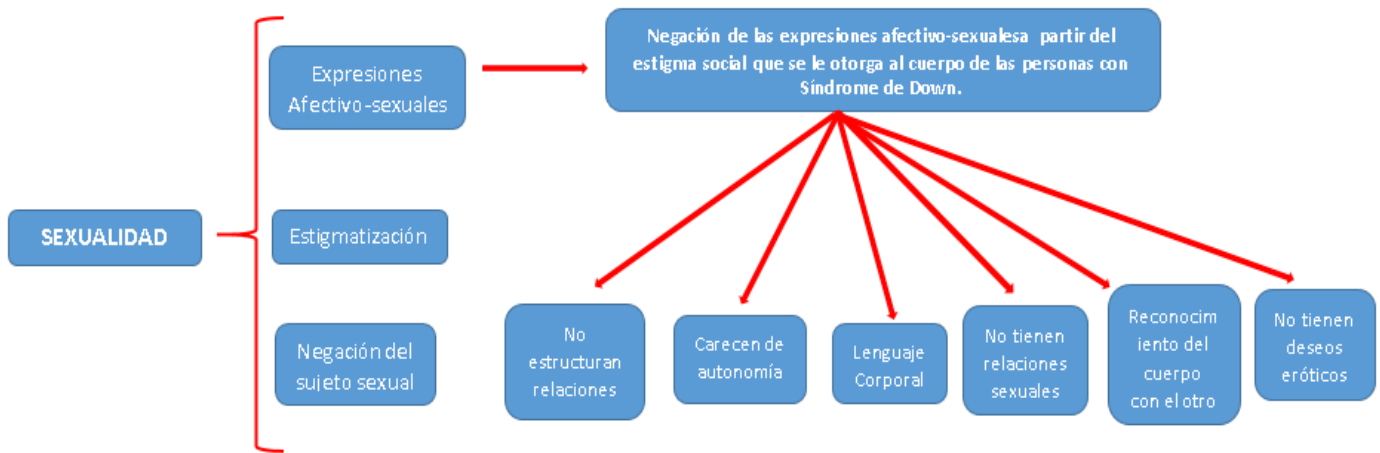 SEXUALIDAD
Expresiones
Afectivo-sexuales
Estigmatización
Negación del
sujeto sexual
Negación de las expresiones afectivo-sexualesa partir del
estigma social que se le otorga al cuerpo de las personas con
Síndrome de Down.
No
estructuran
relaciones
Carecen de
autonomía
Lenguaje
Corporal
No tienen
relaciones
sexuales
Reconocim
iento del
cuerpo
con el otro
No tienen
deseos
eróticos